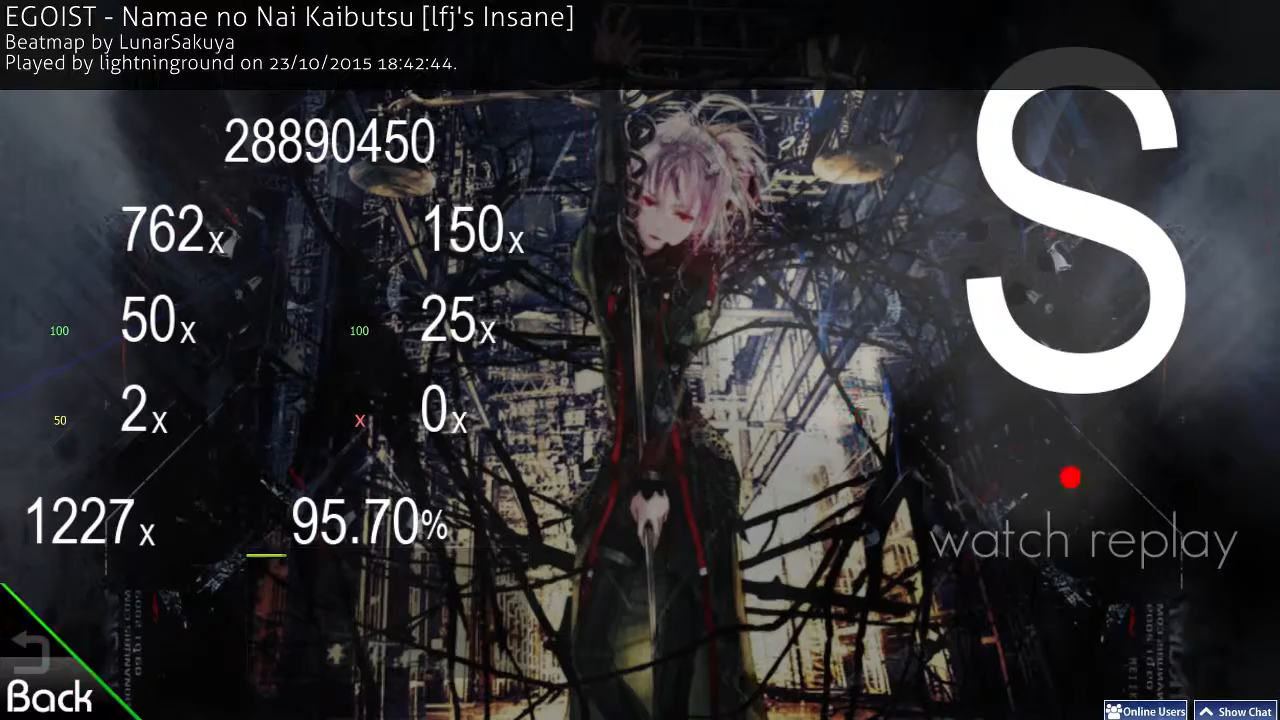 EGOIST - Namae no Nai Kaibutsu [lfj's Insane]
Beatmap by LunarSakuya
Played by lightninground on 23/10/2015 18:42:44.
S
28890450
762x 150x
100 50x 100 25x
50 2x X 0x
1227x 95.70%
watch replay
Back
Online Users Show Chat